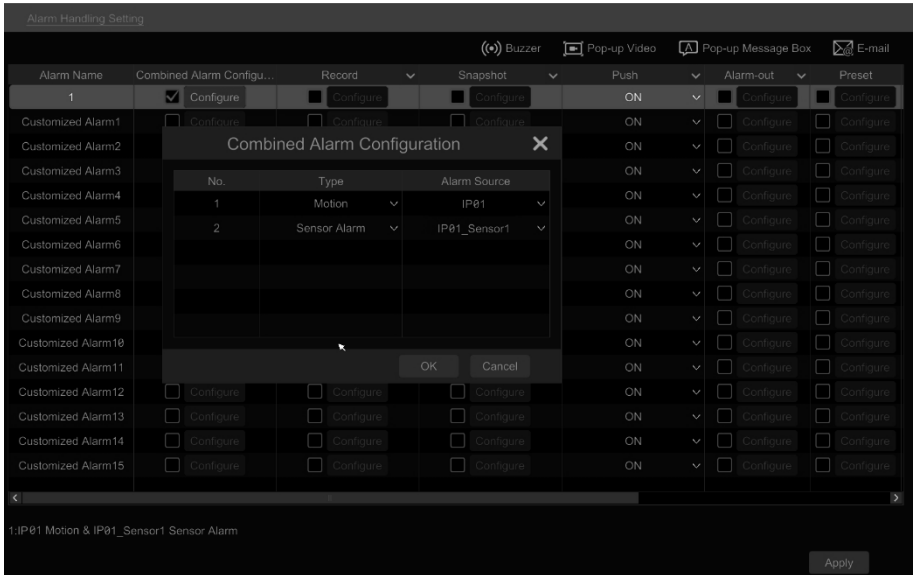 Alarm Handling Setting
Buzzer Pop-up Video Pop-up Message Box E-mail
Alarm Name Combined Alarm Configu... Record Snapshot Push Alarm-out Preset
1 Configure Configure Configure ON Configure Configure
Customized Alarm1 Configure Configure Configure ON Configure Configure
Customized Alarm2 ON Configure Configure
Customized Alarm3 ON Configure Configure
Customized Alarm4 ON Configure Configure
Customized Alarm5 ON Configure Configure
Customized Alarm6 ON Configure Configure
Customized Alarm7 ON Configure Configure
Customized Alarm8 ON Configure Configure
Customized Alarm9 ON Configure Configure
Customized Alarm10 ON Configure Configure
Customized Alarm11 ON Configure Configure
Customized Alarm12 Configure Configure Configure ON Configure Configure
Customized Alarm13 Configure Configure Configure ON Configure Configure
Customized Alarm14 Configure Configure Configure ON Configure Configure
Customized Alarm15 Configure Configure Configure ON Configure Configure
Combined Alarm Configuration
No. Type Alarm Source
1 Motion IP01
2 Sensor Alarm IP01_Sensor1
OK Cancel
1:IP01 Motion & IP01_Sensor1 Sensor Alarm
Apply